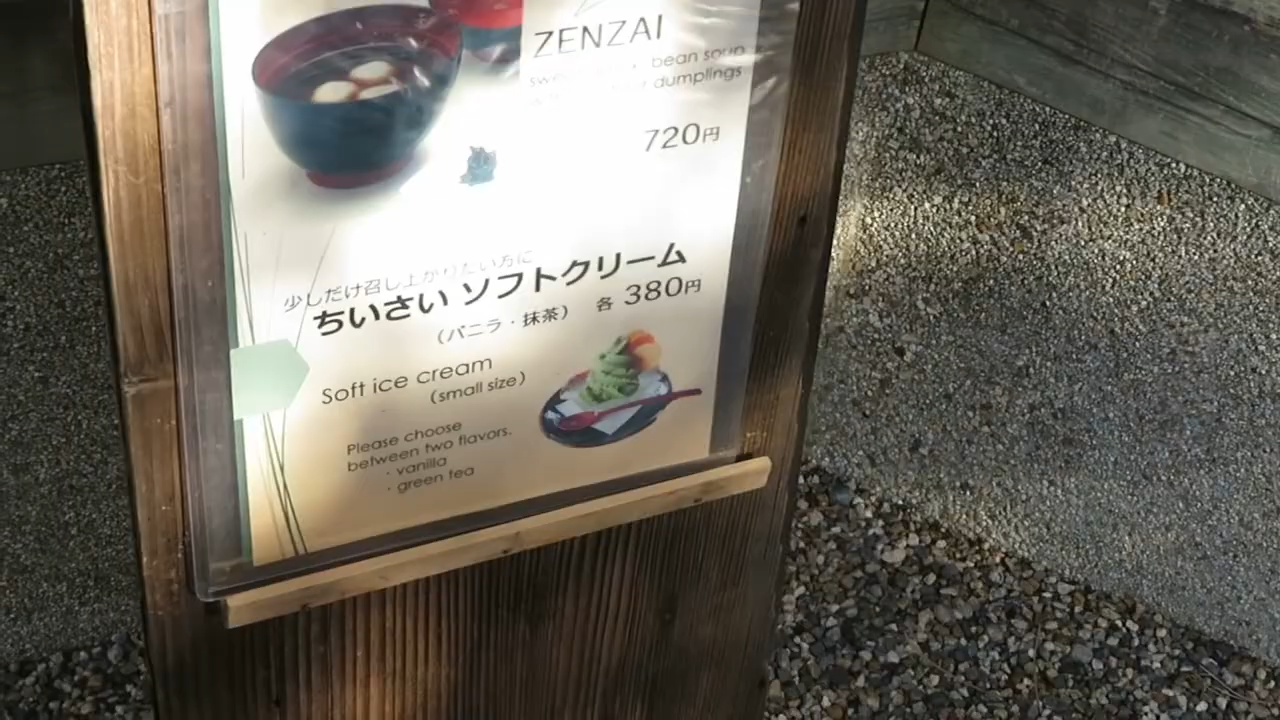 ZENZAI
bean soup
dumplings
720円
少しだけ召し上がりたい方に
ちいさい ソフトクリーム
(バニラ・抹茶) 各 380円
Soft ice cream
(small size)
Please choose
between two flavors.
・vanilla
・green tea